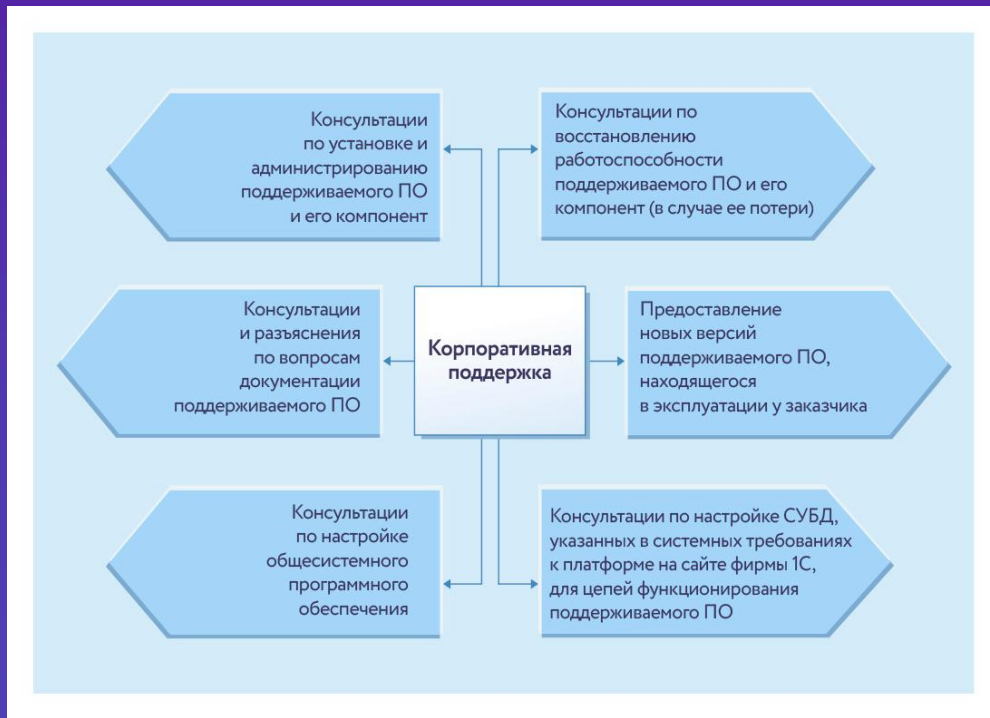 Консультации
по установке и
администрированию
поддерживаемого ПО
и его компонент
Консультации по
восстановлению
работоспособности
поддерживаемого ПО и его
компонент (в случае ее потери)
Консультации
и разъяснения
по вопросам
документации
поддерживаемого ПО
Корпоративная
поддержка
Предоставление
новых версий
поддерживаемого ПО,
находящегося
в эксплуатации у заказчика
Консультации
по настройке
общесистемного
программного
обеспечения
Консультации по настройке СУБД,
указанных в системных требованиях
к платформе на сайте фирмы 1С,
для цепей функционирования
поддерживаемого ПО